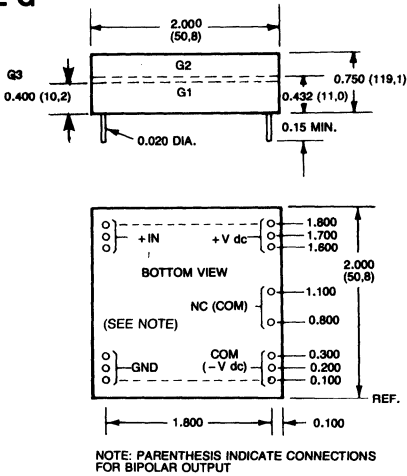 2.000
(50,8)
G3
G2
G1
0.400 (10,2)
0.750 (119,1)
0.432 (11,0)
0.15 MIN.
0.020 DIA.
+IN
+V dc
1.800
1.700
1.600
BOTTOM VIEW
2.000
(50,8)
NC (COM)
1.100
0.800
(SEE NOTE)
GND
COM
(−V dc)
0.300
0.200
0.100
REF.
1.800
0.100
NOTE: PARENTHESIS INDICATE CONNECTIONS
FOR BIPOLAR OUTPUT